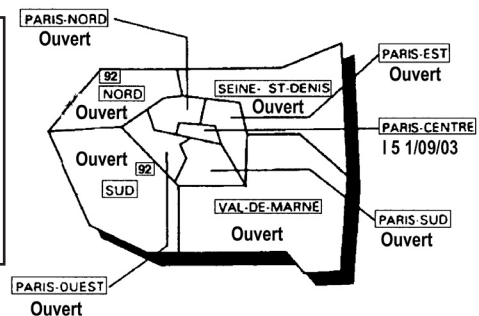 PARIS-NORD
Ouvert
92
NORD
Ouvert
SEINE- ST-DENIS
Ouvert
PARIS-EST
Ouvert
PARIS-CENTRE
I 5 1/09/03
Ouvert
92
SUD
VAL-DE-MARNE
Ouvert
PARIS-SUD
Ouvert
PARIS-OUEST
Ouvert